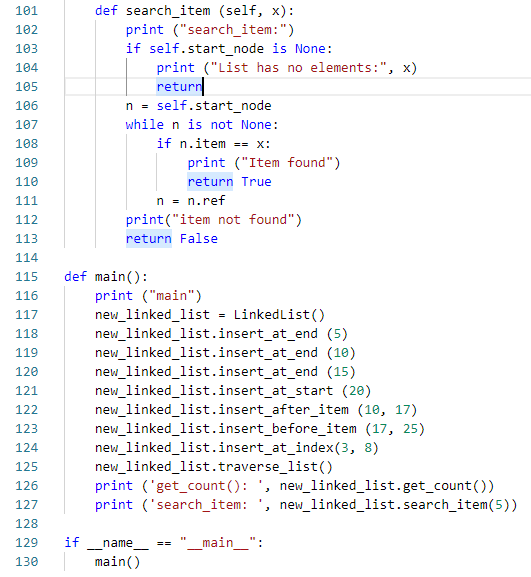 101     def search_item (self, x):
102         print ("search_item:")
103         if self.start_node is None:
104             print ("List has no elements:", x)
105             return
106         n = self.start_node
107         while n is not None:
108             if n.item == x:
109                 print ("Item found")
110                 return True
111             n = n.ref
112         print("item not found")
113         return False
114
115 def main():
116     print ("main")
117     new_linked_list = LinkedList()
118     new_linked_list.insert_at_end (5)
119     new_linked_list.insert_at_end (10)
120     new_linked_list.insert_at_end (15)
121     new_linked_list.insert_at_start (20)
122     new_linked_list.insert_after_item (10, 17)
123     new_linked_list.insert_before_item (17, 25)
124     new_linked_list.insert_at_index(3, 8)
125     new_linked_list.traverse_list()
126     print ('get_count(): ', new_linked_list.get_count())
127     print ('search_item: ', new_linked_list.search_item(5))
128
129 if __name__ == "__main__":
130     main()